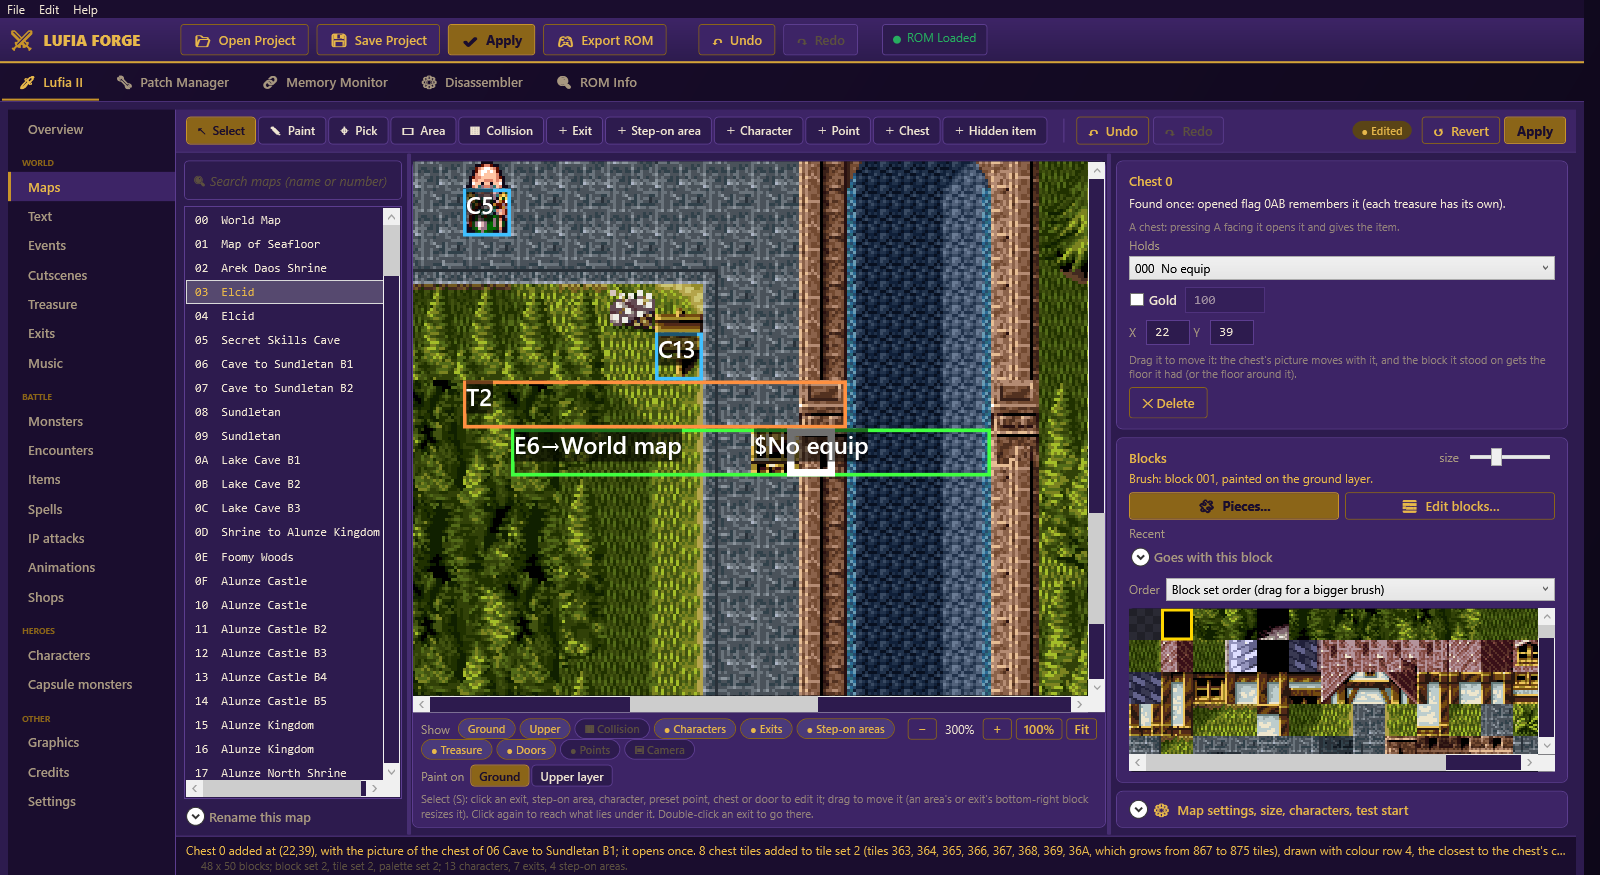 File Edit Help
LUFIA FORGE Open Project Save Project Apply Export ROM Undo Redo ROM Loaded
Lufia II Patch Manager Memory Monitor Disassembler ROM Info
Select Paint Pick Area Collision + Exit + Step-on area + Character + Point + Chest + Hidden item Undo Redo Edited Revert Apply
Overview
WORLD
Maps
Text
Events
Cutscenes
Treasure
Exits
Music
BATTLE
Monsters
Encounters
Items
Spells
IP attacks
Animations
Shops
HEROES
Characters
Capsule monsters
OTHER
Graphics
Credits
Settings
Search maps (name or number)
00 World Map
01 Map of Seafloor
02 Arek Daos Shrine
03 Elcid
04 Elcid
05 Secret Skills Cave
06 Cave to Sundletan B1
07 Cave to Sundletan B2
08 Sundletan
09 Sundletan
0A Lake Cave B1
0B Lake Cave B2
0C Lake Cave B3
0D Shrine to Alunze Kingdom
0E Foomy Woods
0F Alunze Castle
10 Alunze Castle
11 Alunze Castle B2
12 Alunze Castle B3
13 Alunze Castle B4
14 Alunze Castle B5
15 Alunze Kingdom
16 Alunze Kingdom
17 Alunze North Shrine
Rename this map
C5
C13
T2
E6→World map $No equip
Show Ground Upper Collision Characters Exits Step-on areas − 300% + 100% Fit
Treasure Doors Points Camera
Paint on Ground Upper layer
Select (S): click an exit, step-on area, character, preset point, chest or door to edit it; drag to move it (an area's or exit's bottom-right block
resizes it). Click again to reach what lies under it. Double-click an exit to go there.
Chest 0
Found once: opened flag 0AB remembers it (each treasure has its own).
A chest: pressing A facing it opens it and gives the item.
Holds
000 No equip
Gold 100
X 22 Y 39
Drag it to move it: the chest's picture moves with it, and the block it stood on gets the
floor it had (or the floor around it).
Delete
Blocks size
Brush: block 001, painted on the ground layer.
Pieces... Edit blocks...
Recent
Goes with this block
Order Block set order (drag for a bigger brush)
Map settings, size, characters, test start
Chest 0 added at (22,39), with the picture of the chest of 06 Cave to Sundletan B1; it opens once. 8 chest tiles added to tile set 2 (tiles 363, 364, 365, 366, 367, 368, 369, 36A, which grows from 867 to 875 tiles), drawn with colour row 4, the closest to the chest's c...
48 x 50 blocks; block set 2, tile set 2, palette set 2; 13 characters, 7 exits, 4 step-on areas.